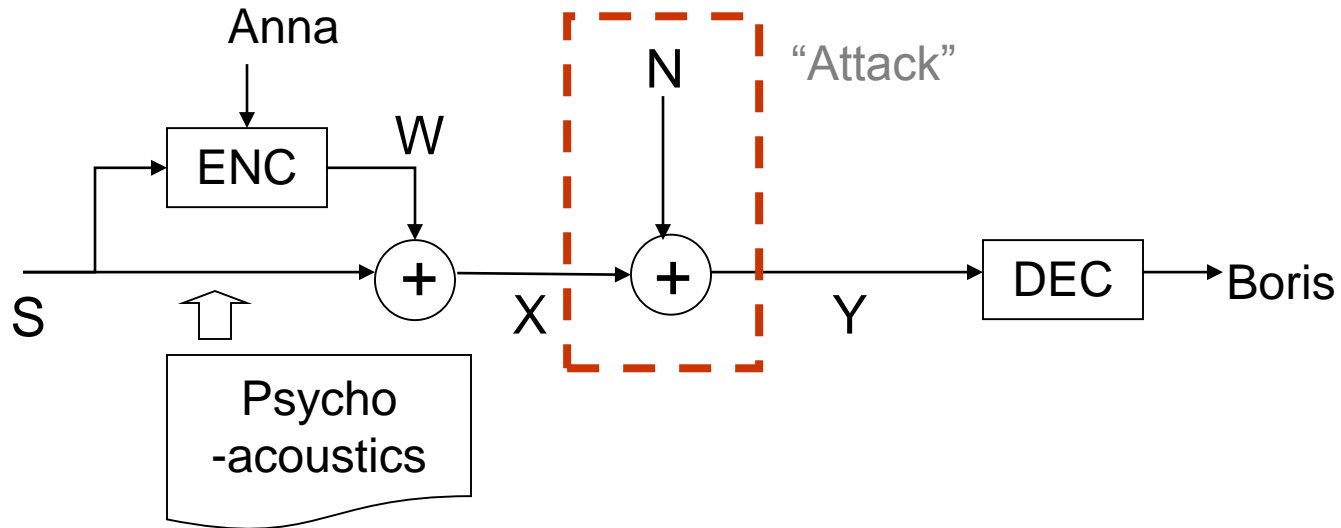 Anna
N
“Attack”
W
ENC
+
+
DEC
S
X
Y
Boris
Psycho
-acoustics